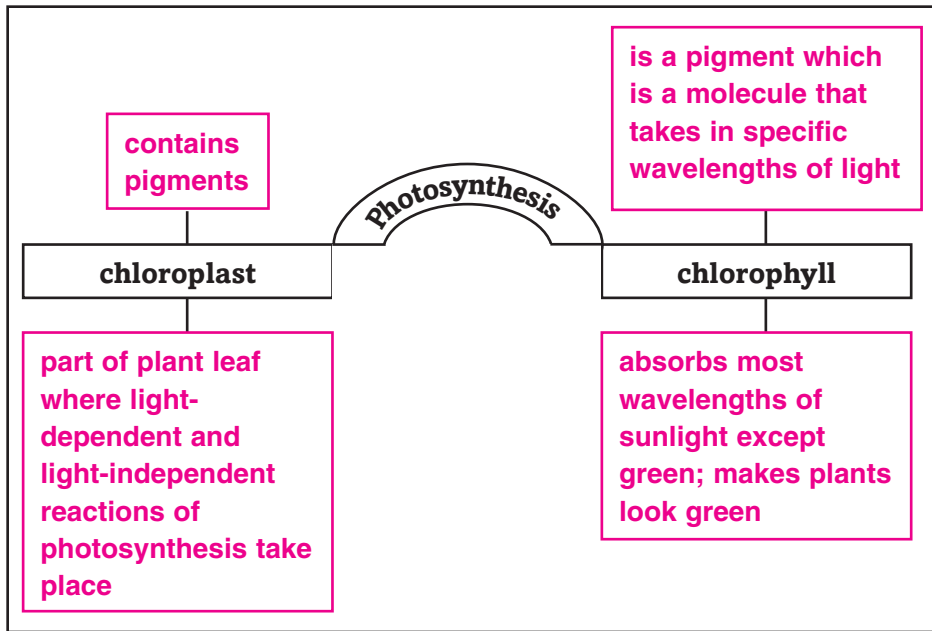 Photosynthesis
contains
pigments
chloroplast
part of plant leaf
where light-
dependent and
light-independent
reactions of
photosynthesis take
place
is a pigment which
is a molecule that
takes in specific
wavelengths of light
chlorophyll
absorbs most
wavelengths of
sunlight except
green; makes plants
look green